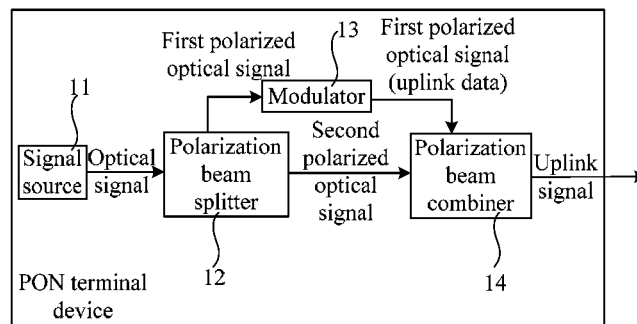 First polarized
optical signal
13
First polarized
optical signal
(uplink data)
Modulator
11
Signal
source
Optical
signal
Polarization
beam
splitter
Second
polarized
optical
signal
Polarization
beam
combiner
Uplink
signal
12
14
PON terminal
device